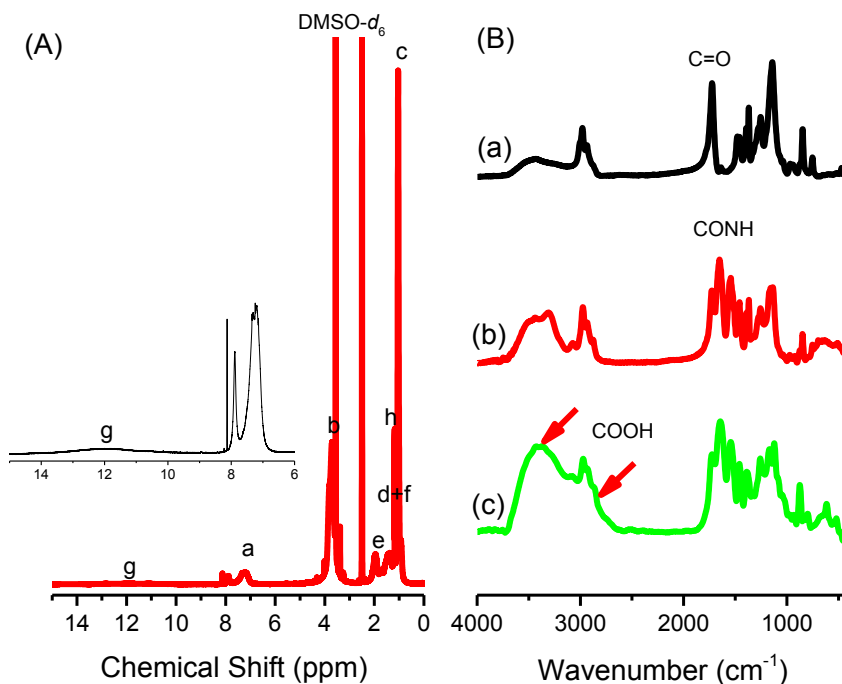 DMSO-d6
(A)
c
g
14 12 10 8 6
b
h
d+f
e
a
g
14 12 10 8 6 4 2 0
Chemical Shift (ppm)
(B)
C=O
(a)
CONH
(b)
COOH
(c)
4000 3000 2000 1000
Wavenumber (cm-1)